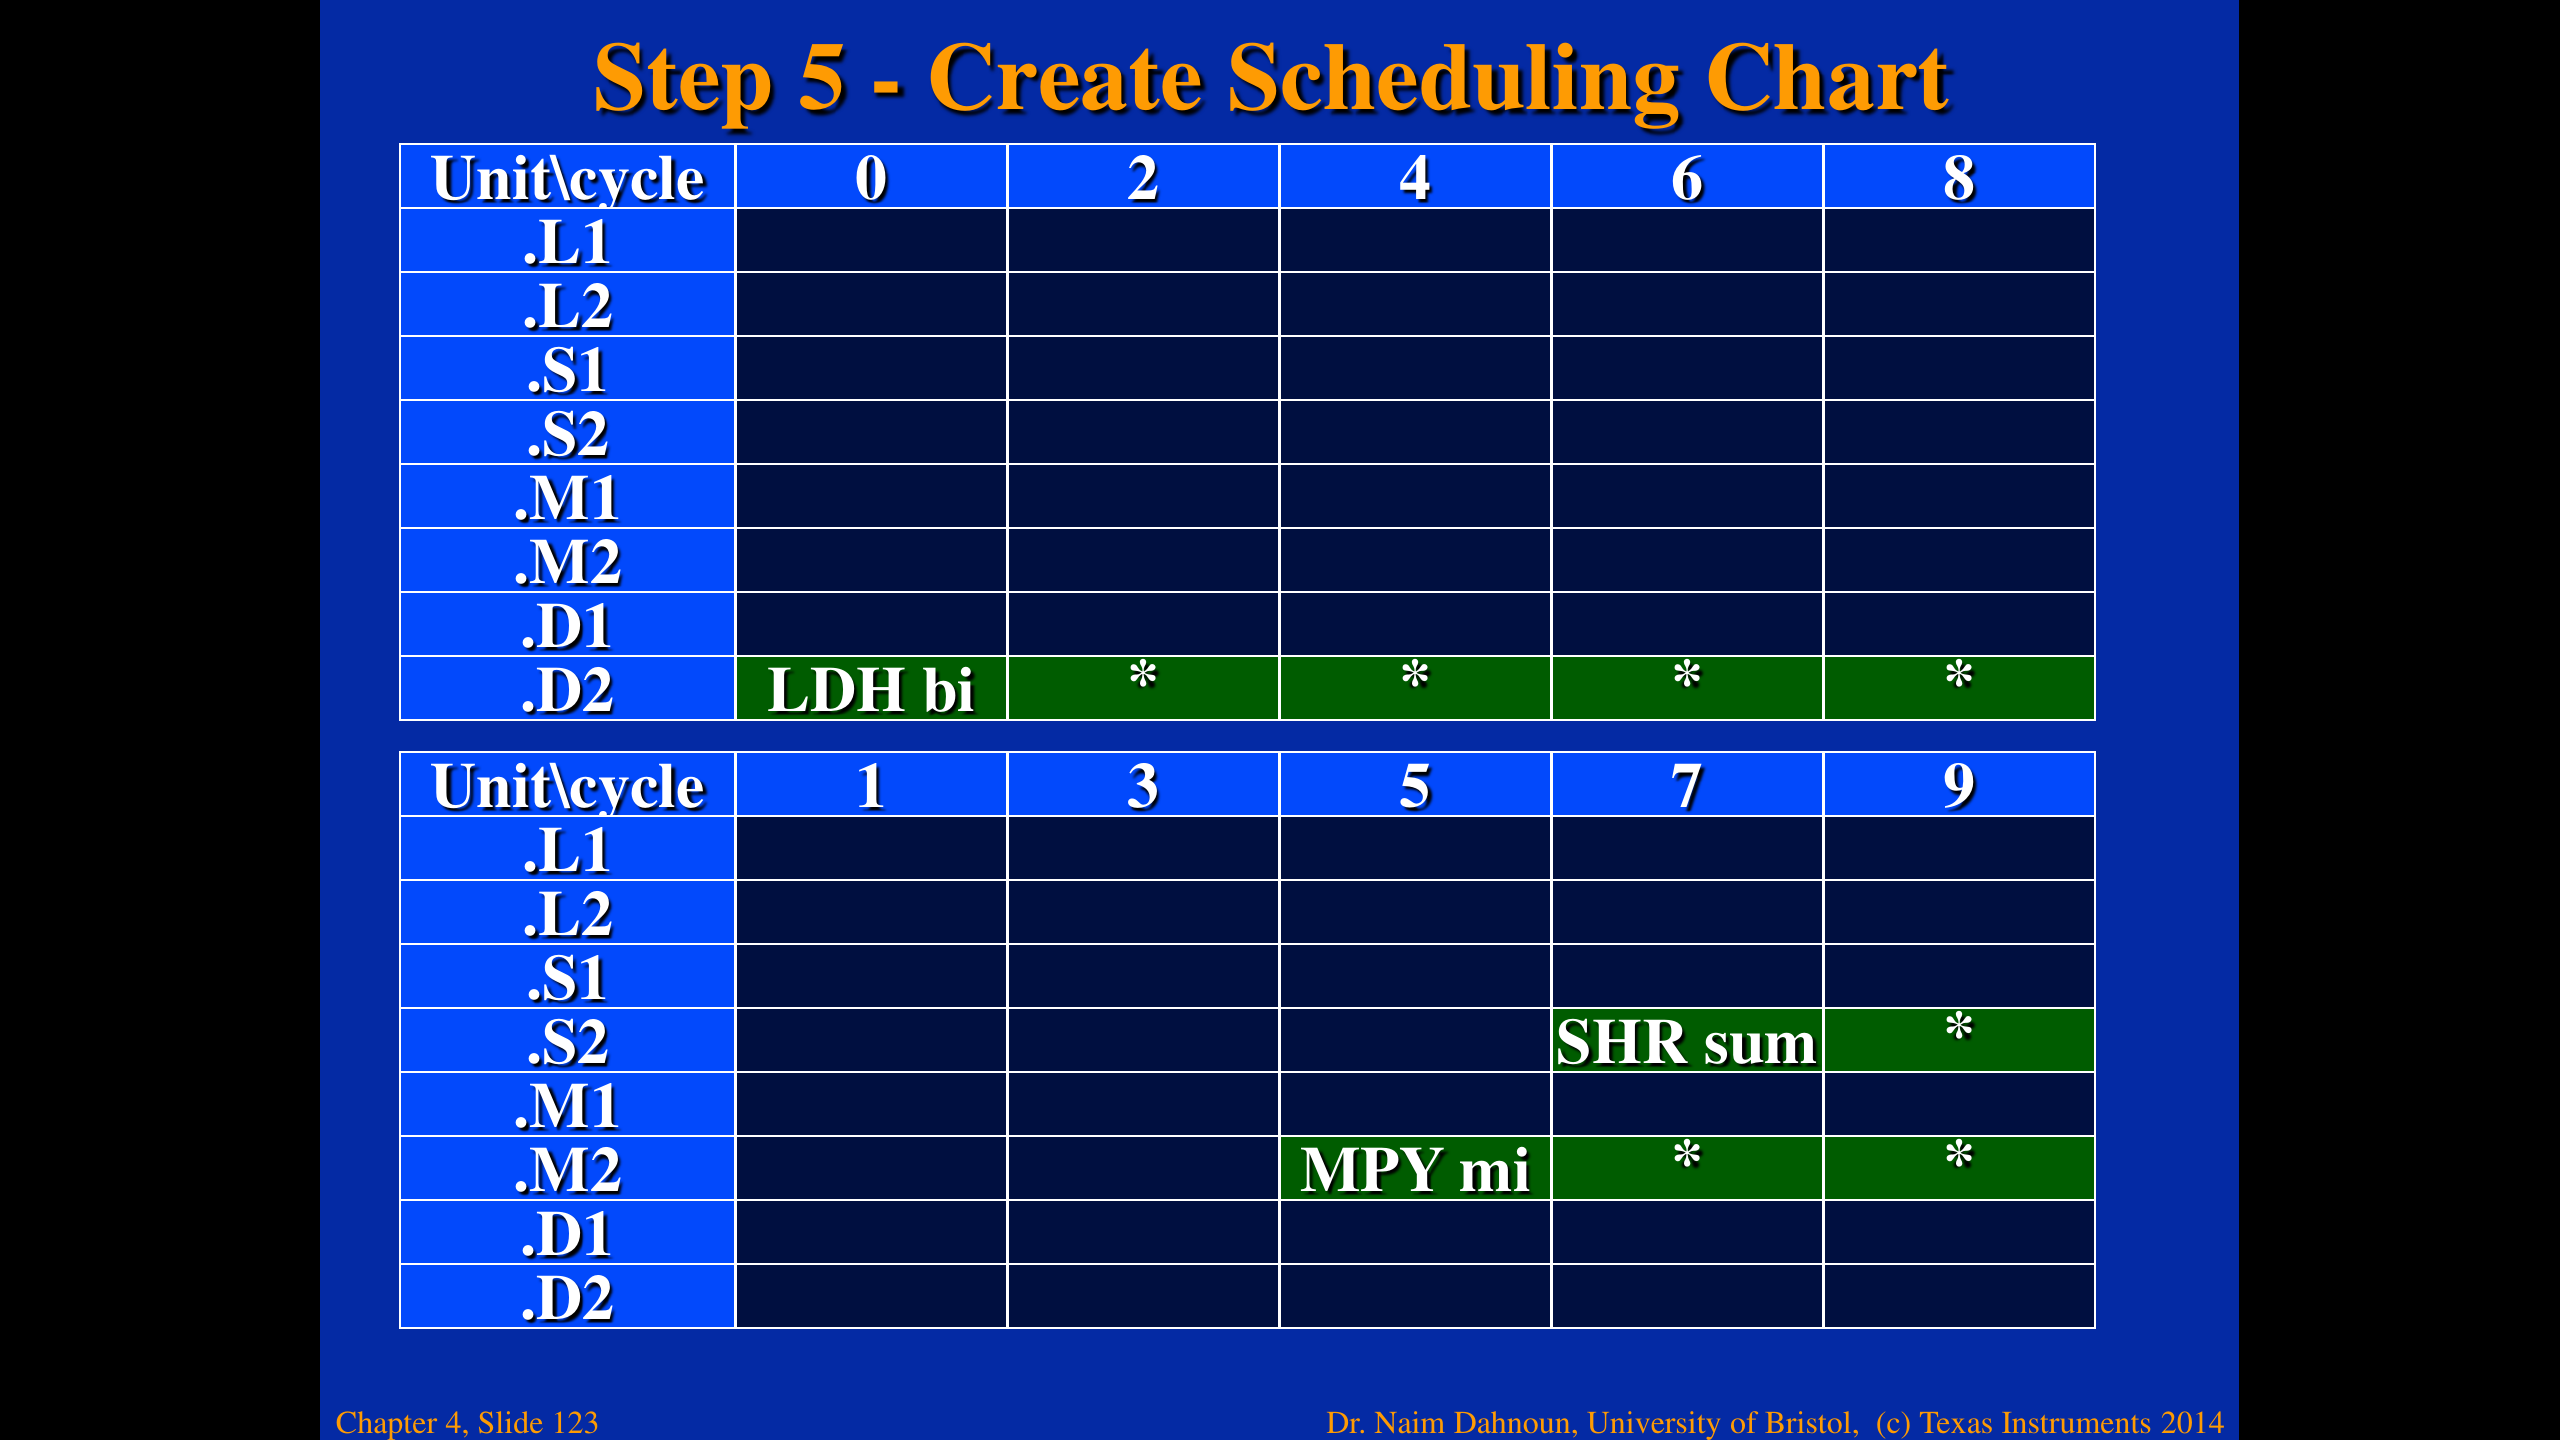 Step 5 - Create Scheduling Chart
Unit\cycle 0 2 4 6 8
.L1
.L2
.S1
.S2
.M1
.M2
.D1
.D2 LDH bi * * * *
Unit\cycle 1 3 5 7 9
.L1
.L2
.S1
.S2 SHR sum *
.M1
.M2 MPY mi * *
.D1
.D2
Chapter 4, Slide 123
Dr. Naim Dahnoun, University of Bristol, (c) Texas Instruments 2014